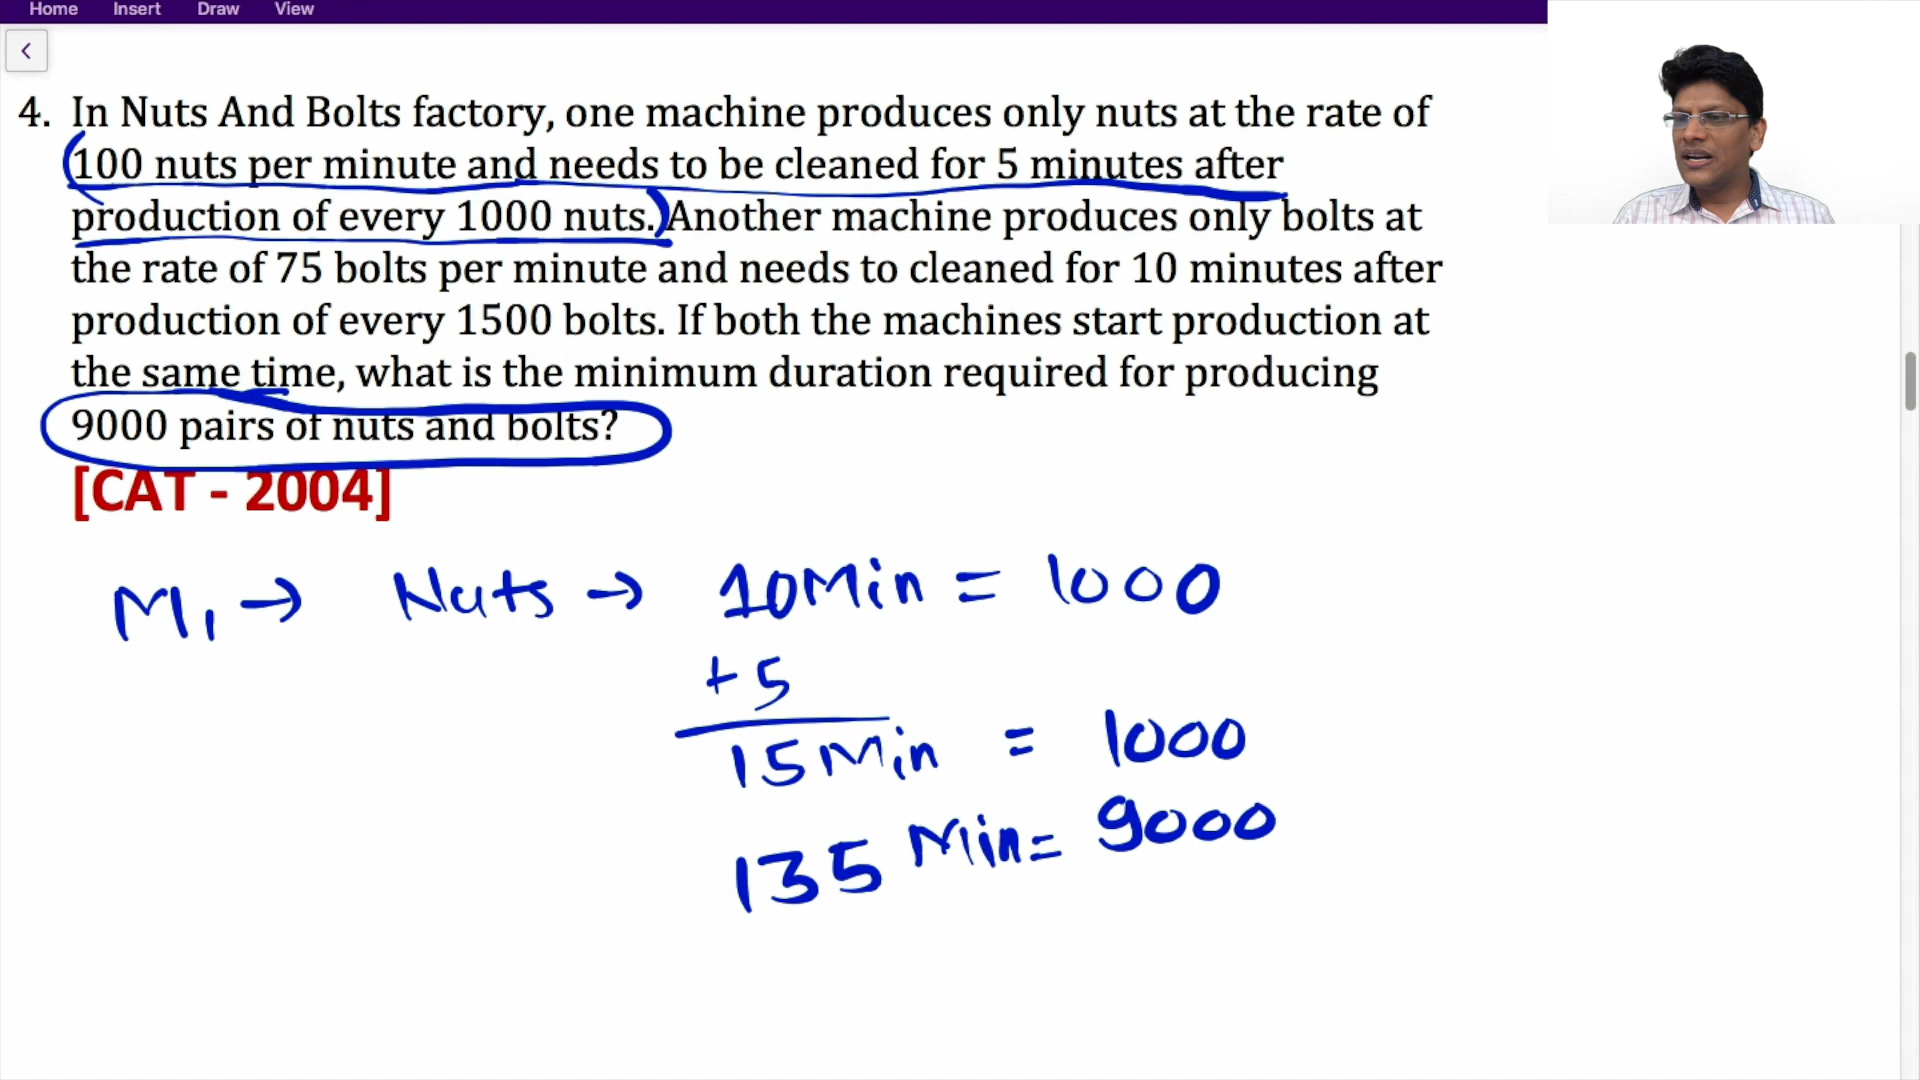 Home Insert Draw View
4. In Nuts And Bolts factory, one machine produces only nuts at the rate of
100 nuts per minute and needs to be cleaned for 5 minutes after
production of every 1000 nuts. Another machine produces only bolts at
the rate of 75 bolts per minute and needs to cleaned for 10 minutes after
production of every 1500 bolts. If both the machines start production at
the same time, what is the minimum duration required for producing
9000 pairs of nuts and bolts?
[CAT - 2004]
M1 → Nuts → 10Min = 1000
+ 5
15 Min = 1000
135 Min = 9000